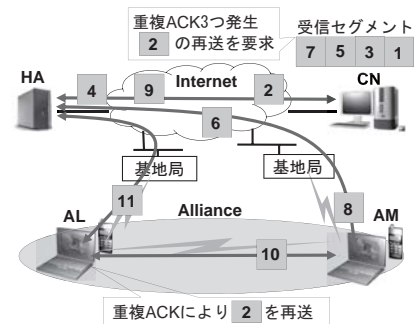 重複ACK3つ発生
2 の再送を要求
受信セグメント
7 5 3 1
HA
4 9 Internet 2
CN
6
基地局
基地局
11
8
AL
Alliance
AM
10
重複ACKにより 2 を再送